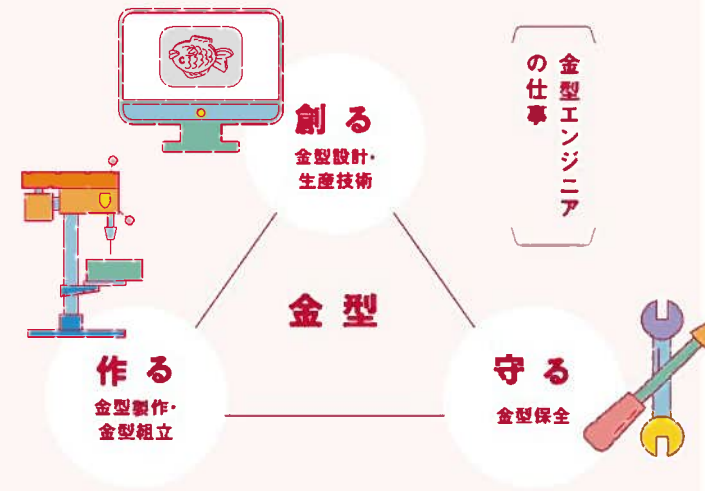 金型エンジニア
の仕事
創る
金型設計・
生産技術
金型
作る
金型製作・
金型組立
守る
金型保全